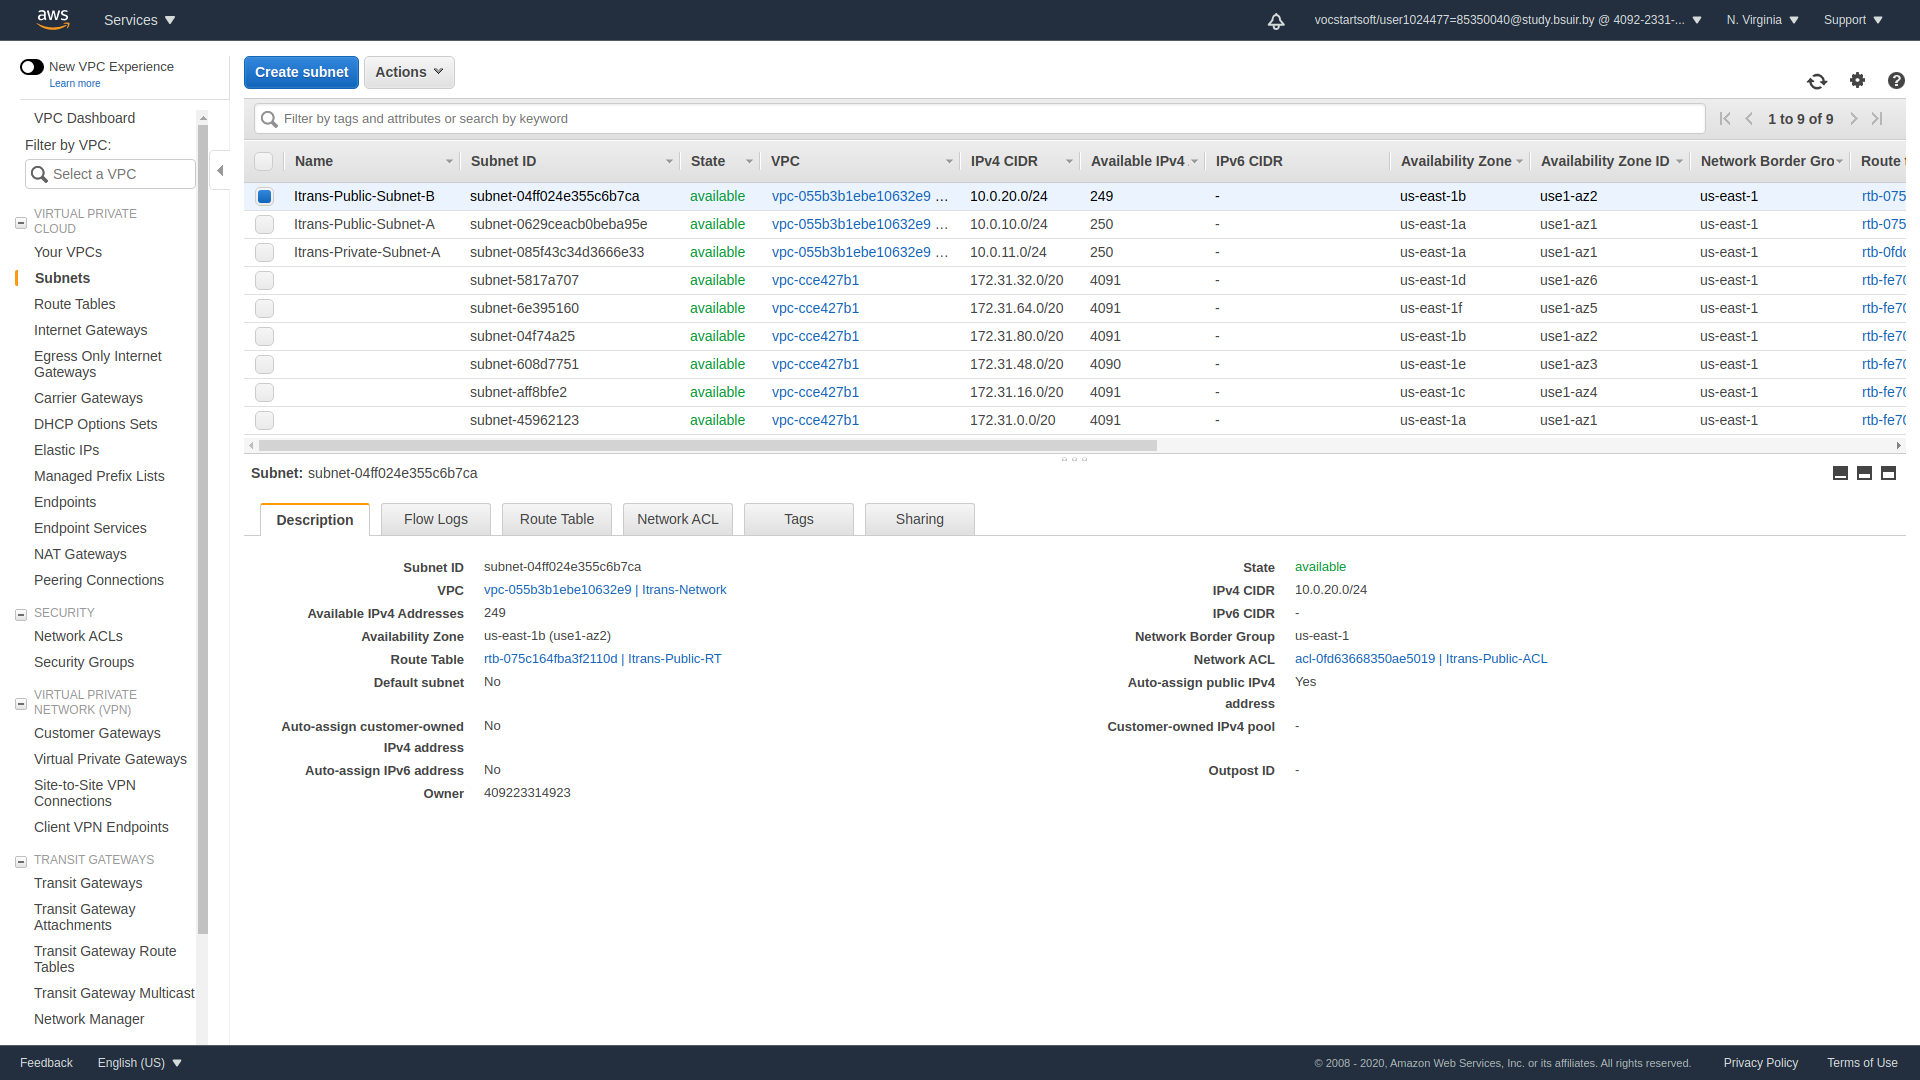 aws
Services
vocstartsoft/user1024477=85350040@study.bsuir.by @ 4092-2331-...
N. Virginia
Support
New VPC Experience
Learn more
VPC Dashboard
Filter by VPC:
Select a VPC
VIRTUAL PRIVATE
CLOUD
Your VPCs
Subnets
Route Tables
Internet Gateways
Egress Only Internet
Gateways
Carrier Gateways
DHCP Options Sets
Elastic IPs
Managed Prefix Lists
Endpoints
Endpoint Services
NAT Gateways
Peering Connections
SECURITY
Network ACLs
Security Groups
VIRTUAL PRIVATE
NETWORK (VPN)
Customer Gateways
Virtual Private Gateways
Site-to-Site VPN
Connections
Client VPN Endpoints
TRANSIT GATEWAYS
Transit Gateways
Transit Gateway
Attachments
Transit Gateway Route
Tables
Transit Gateway Multicast
Network Manager
Create subnet
Actions
Filter by tags and attributes or search by keyword
1 to 9 of 9
Name Subnet ID State VPC IPv4 CIDR Available IPv4 IPv6 CIDR Availability Zone Availability Zone ID Network Border Gro Route
Itrans-Public-Subnet-B subnet-04ff024e355c6b7ca available vpc-055b3b1ebe10632e9 ... 10.0.20.0/24 249 - us-east-1b use1-az2 us-east-1 rtb-075
Itrans-Public-Subnet-A subnet-0629ceacb0beba95e available vpc-055b3b1ebe10632e9 ... 10.0.10.0/24 250 - us-east-1a use1-az1 us-east-1 rtb-075
Itrans-Private-Subnet-A subnet-085f43c34d3666e33 available vpc-055b3b1ebe10632e9 ... 10.0.11.0/24 250 - us-east-1a use1-az1 us-east-1 rtb-0fdc
subnet-5817a707 available vpc-cce427b1 172.31.32.0/20 4091 - us-east-1d use1-az6 us-east-1 rtb-fe70
subnet-6e395160 available vpc-cce427b1 172.31.64.0/20 4091 - us-east-1f use1-az5 us-east-1 rtb-fe70
subnet-04f74a25 available vpc-cce427b1 172.31.80.0/20 4091 - us-east-1b use1-az2 us-east-1 rtb-fe70
subnet-608d7751 available vpc-cce427b1 172.31.48.0/20 4090 - us-east-1e use1-az3 us-east-1 rtb-fe70
subnet-aff8bfe2 available vpc-cce427b1 172.31.16.0/20 4091 - us-east-1c use1-az4 us-east-1 rtb-fe70
subnet-45962123 available vpc-cce427b1 172.31.0.0/20 4091 - us-east-1a use1-az1 us-east-1 rtb-fe70
Subnet: subnet-04ff024e355c6b7ca
Description Flow Logs Route Table Network ACL Tags Sharing
Subnet ID subnet-04ff024e355c6b7ca State available
VPC vpc-055b3b1ebe10632e9 | Itrans-Network IPv4 CIDR 10.0.20.0/24
Available IPv4 Addresses 249 IPv6 CIDR -
Availability Zone us-east-1b (use1-az2) Network Border Group us-east-1
Route Table rtb-075c164fba3f2110d | Itrans-Public-RT Network ACL acl-0fd63668350ae5019 | Itrans-Public-ACL
Default subnet No Auto-assign public IPv4 Yes
address
Auto-assign customer-owned No Customer-owned IPv4 pool -
IPv4 address
Auto-assign IPv6 address No Outpost ID -
Owner 409223314923
Feedback
English (US)
© 2008 - 2020, Amazon Web Services, Inc. or its affiliates. All rights reserved.
Privacy Policy
Terms of Use